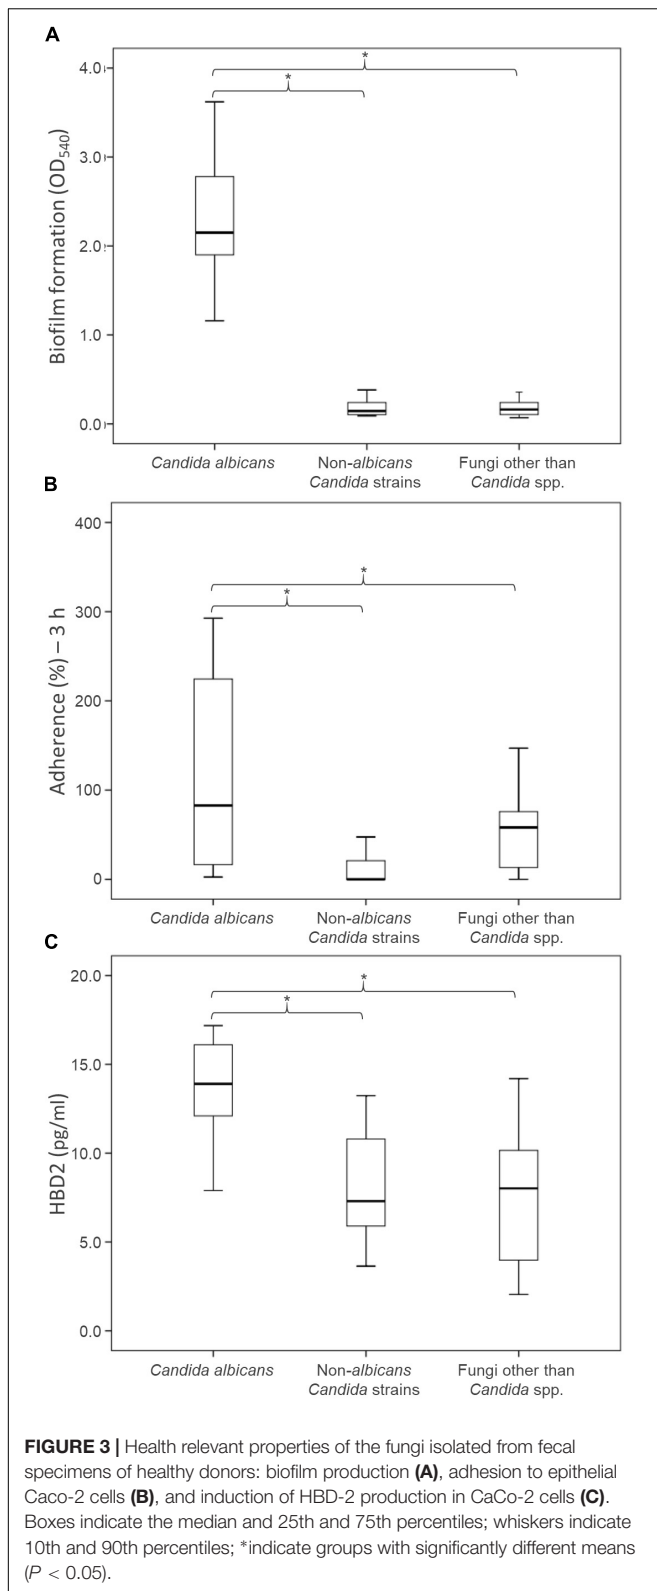 A
*
*
4.0
3.0
2.0
1.0
0.0
Biofilm formation (OD540)
Candida albicans
Non-albicans
Candida strains
Fungi other than
Candida spp.
B
400
300
200
100
0
*
*
Adherence (%) – 3 h
Candida albicans
Non-albicans
Candida strains
Fungi other than
Candida spp.
C
20.0
15.0
10.0
5.0
0.0
*
*
HBD2 (pg/ml)
Candida albicans
Non-albicans
Candida strains
Fungi other than
Candida spp.
FIGURE 3 | Health relevant properties of the fungi isolated from fecal
specimens of healthy donors: biofilm production (A), adhesion to epithelial
Caco-2 cells (B), and induction of HBD-2 production in CaCo-2 cells (C).
Boxes indicate the median and 25th and 75th percentiles; whiskers indicate
10th and 90th percentiles; *indicate groups with significantly different means
(P < 0.05).